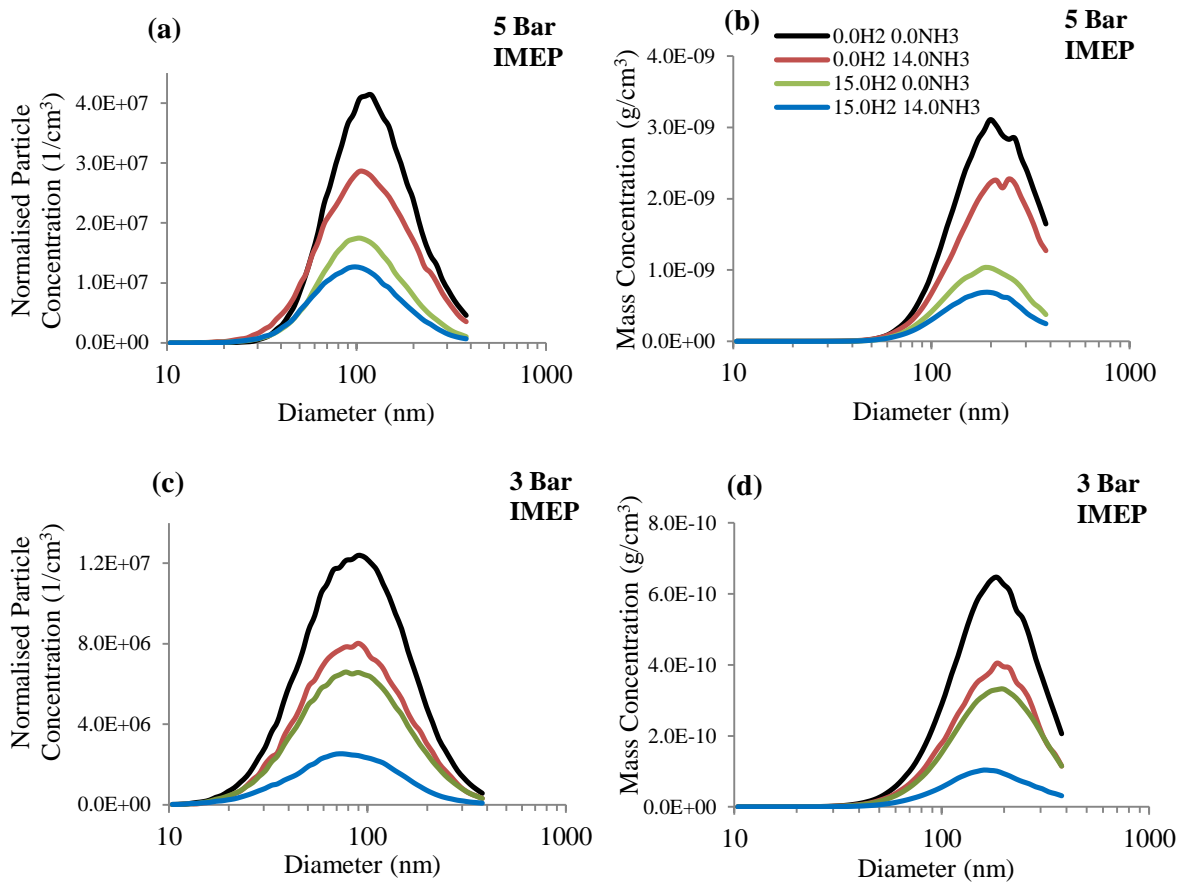 (a)
5 Bar
IMEP
Normalised Particle
Concentration (1/cm³)
4.0E+07
3.0E+07
2.0E+07
1.0E+07
0.0E+00
10
100
1000
Diameter (nm)
(b)
5 Bar
IMEP
0.0H2 0.0NH3
0.0H2 14.0NH3
15.0H2 0.0NH3
15.0H2 14.0NH3
Mass Concentration (g/cm³)
4.0E-09
3.0E-09
2.0E-09
1.0E-09
0.0E+00
10
100
1000
Diameter (nm)
(c)
3 Bar
IMEP
Normalised Particle
Concentration (1/cm³)
1.2E+07
8.0E+06
4.0E+06
0.0E+00
10
100
1000
Diameter (nm)
(d)
3 Bar
IMEP
Mass Concentration (g/cm³)
8.0E-10
6.0E-10
4.0E-10
2.0E-10
0.0E+00
10
100
1000
Diameter (nm)